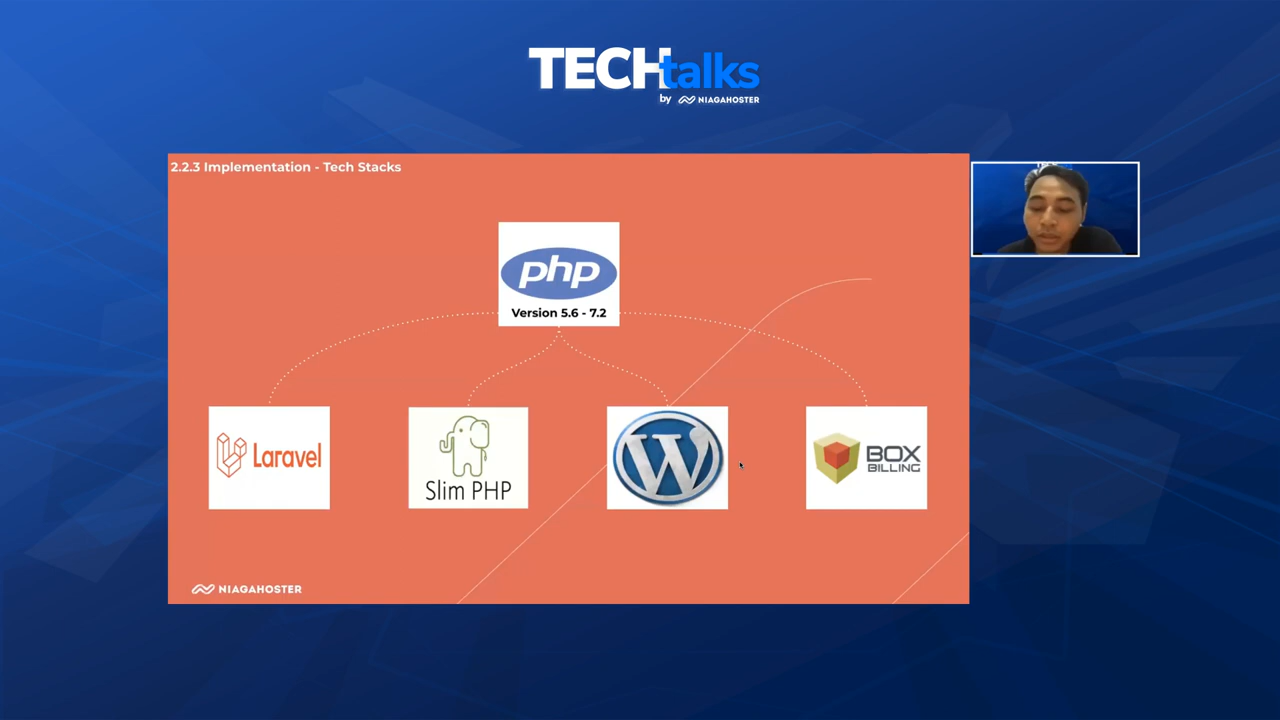 TECHtalks
by NIAGAHOSTER
2.2.3 Implementation - Tech Stacks
php
Version 5.6 - 7.2
Laravel
Slim PHP
W
BOX
BILLING
NIAGAHOSTER